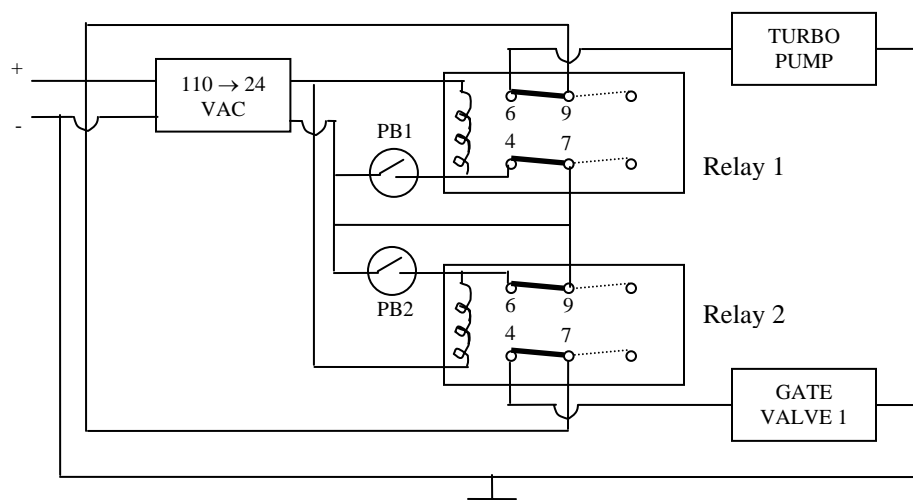 TURBO
PUMP
+
110 → 24
VAC
-
PB1
6 9
4 7
Relay 1
PB2
6 9
4 7
Relay 2
GATE
VALVE 1